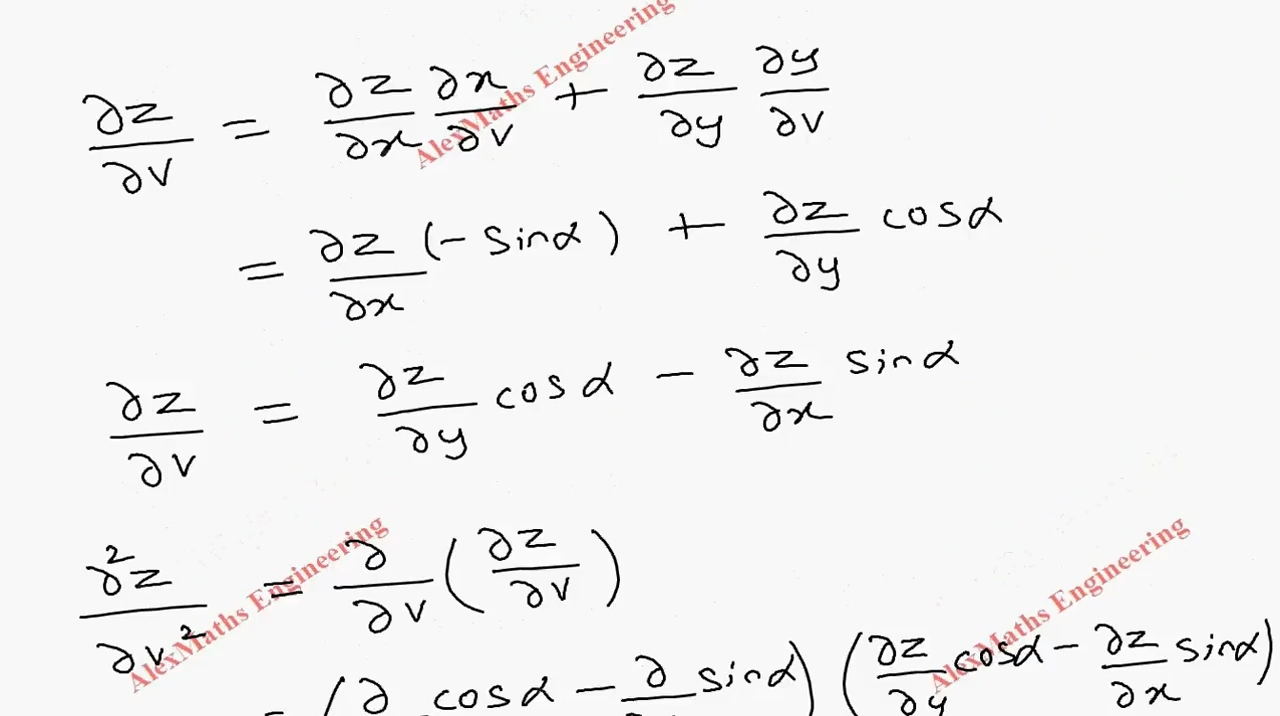 ∂z/∂v = ∂z/∂x ∂x/∂v + ∂z/∂y ∂y/∂v
= ∂z/∂x (- sinα) + ∂z/∂y cosα
∂z/∂v = ∂z/∂y cosα - ∂z/∂x sinα
∂²z/∂v² = ∂/∂v (∂z/∂v)
= (∂ cosα - ∂ sinα) (∂z/∂y cosα - ∂z/∂x sinα)
AlexMaths Engineering
AlexMaths Engineering
AlexMaths Engineering